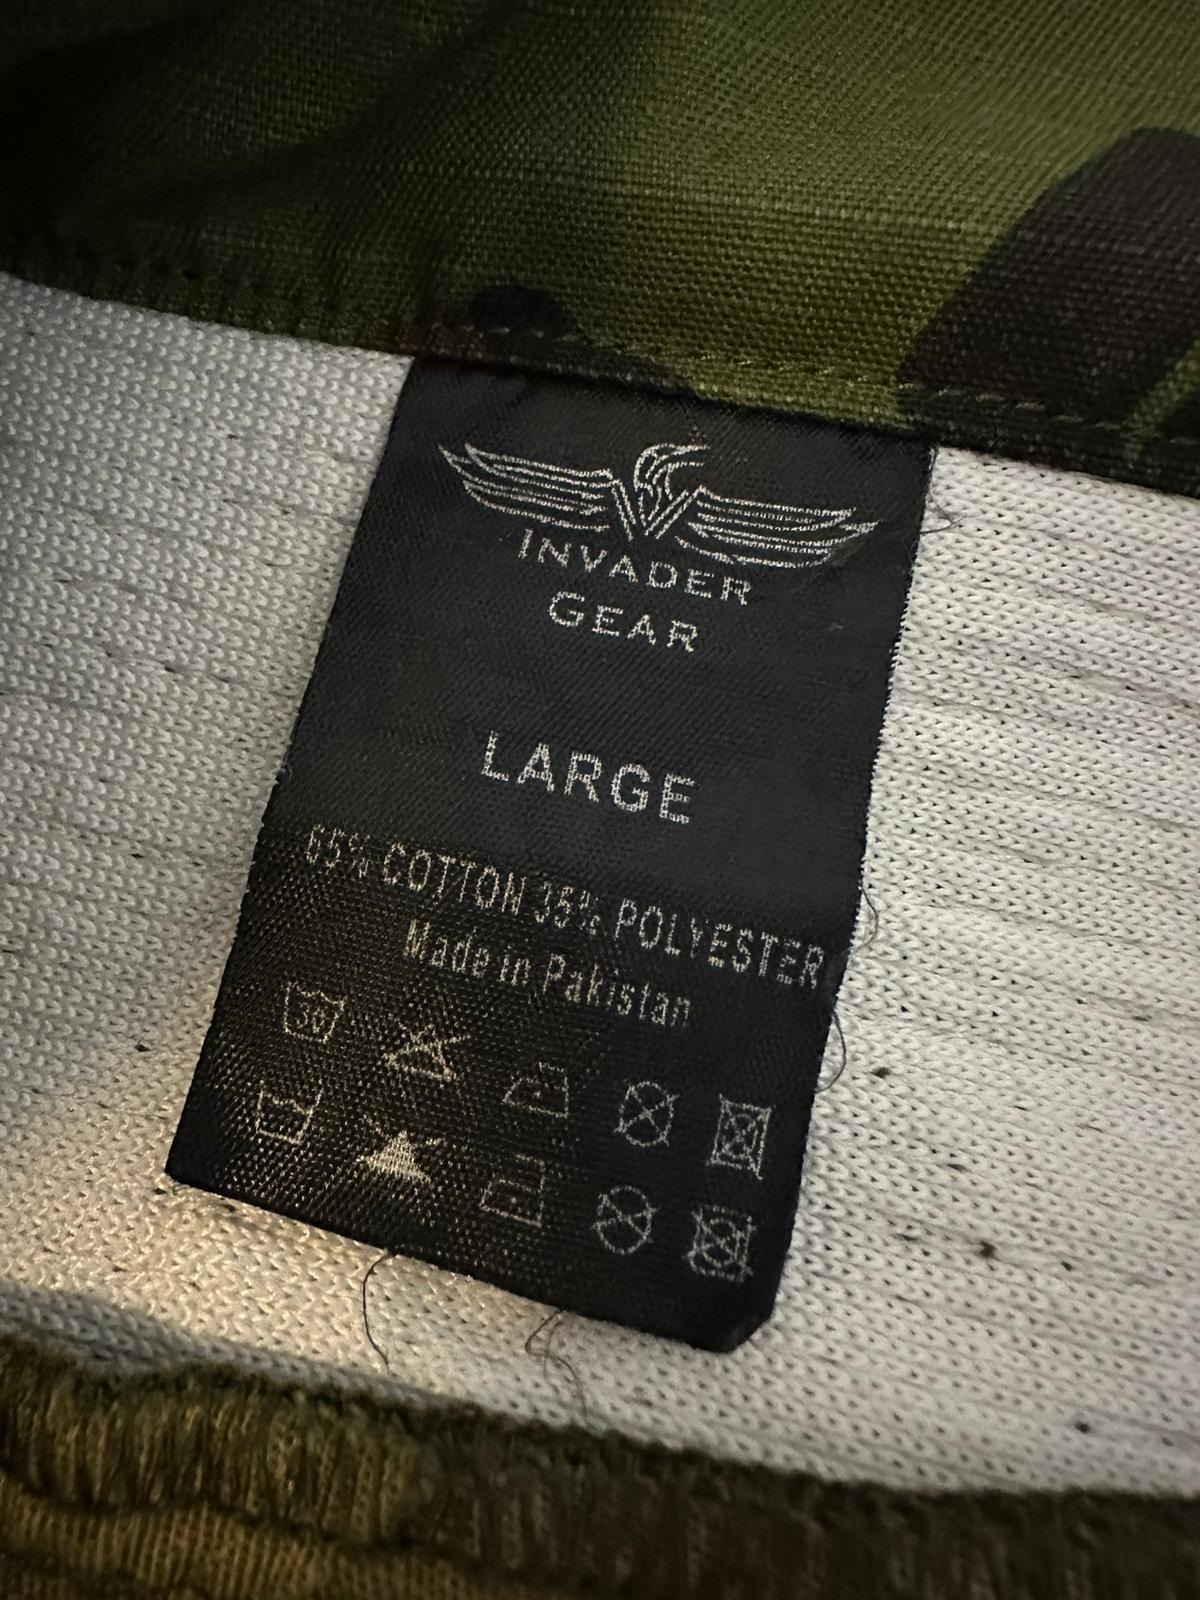 INVADER
GEAR
LARGE
65% COTTON 35% POLYESTER
Made in Pakistan
30